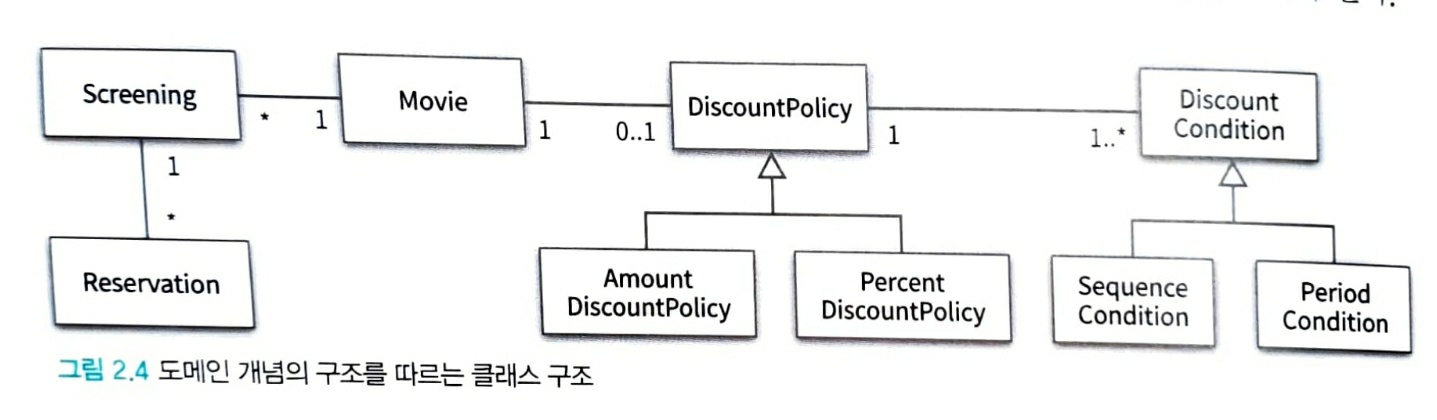 Screening
Movie
DiscountPolicy
Discount
Condition
* 1
1 0..1
1 1..*
1
*
Reservation
Amount
DiscountPolicy
Percent
DiscountPolicy
Sequence
Condition
Period
Condition
그림 2.4 도메인 개념의 구조를 따르는 클래스 구조